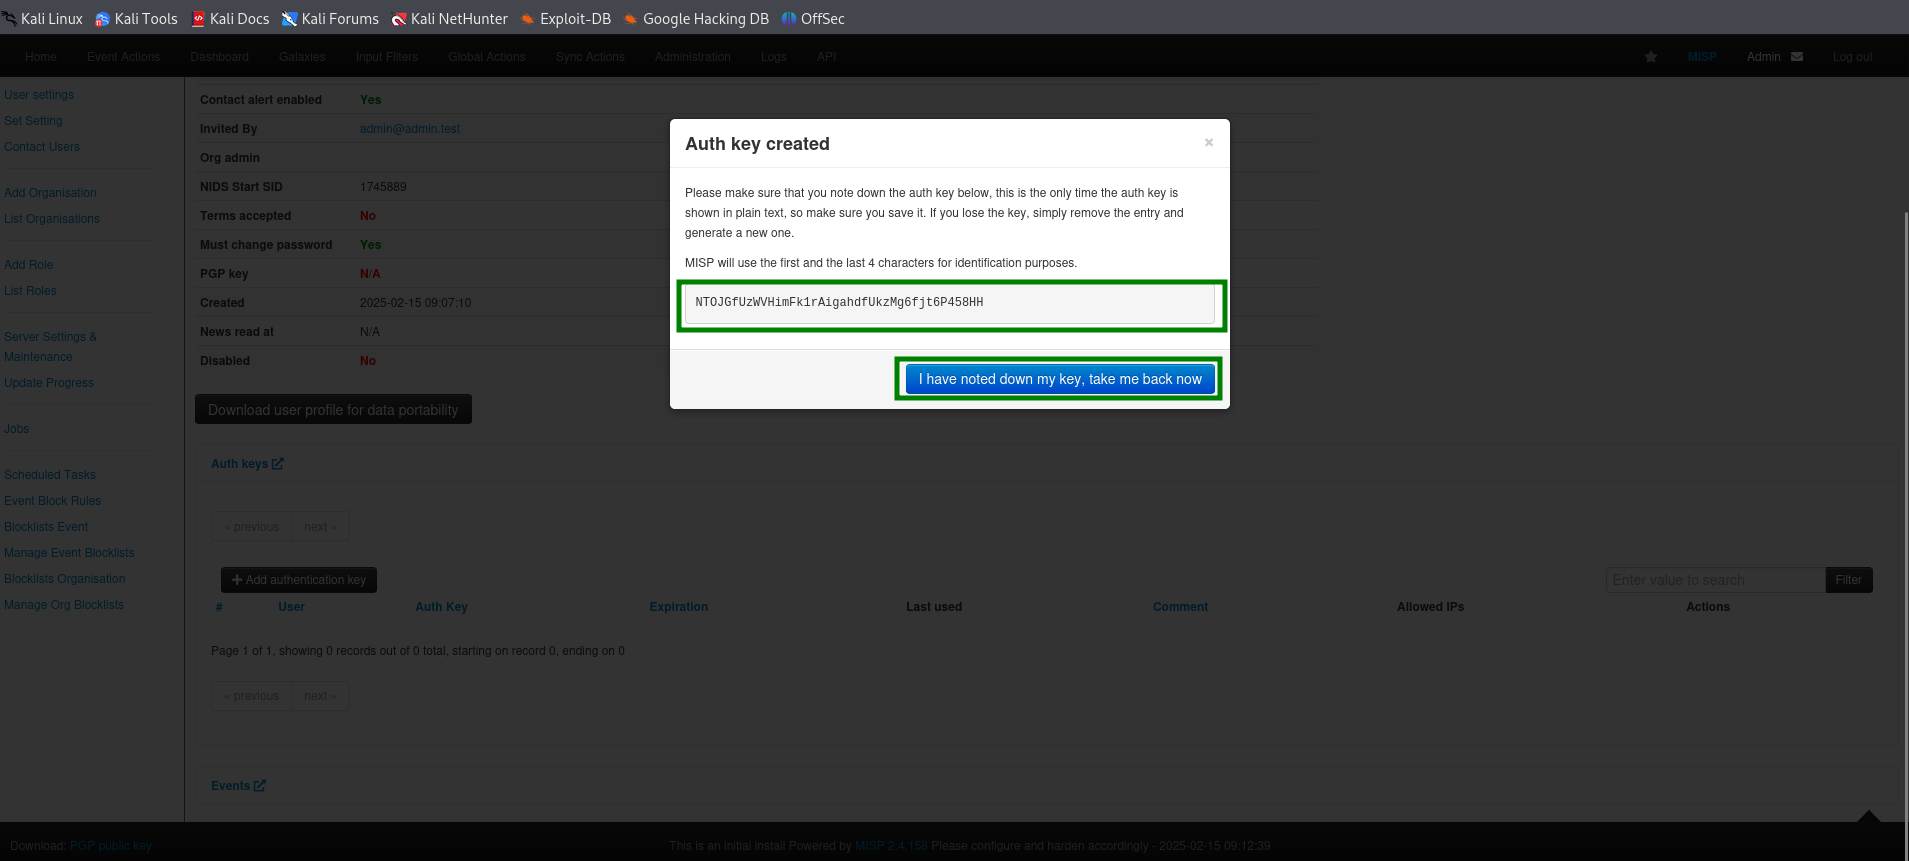 Kali Linux Kali Tools Kali Docs Kali Forums Kali NetHunter Exploit-DB Google Hacking DB OffSec
Home Event Actions Dashboard Galaxies Input Filters Global Actions Sync Actions Administration Logs API MISP Admin Log out
User settings
Set Setting
Contact Users
Add Organisation
List Organisations
Add Role
List Roles
Server Settings &
Maintenance
Update Progress
Jobs
Scheduled Tasks
Event Block Rules
Blocklists Event
Manage Event Blocklists
Blocklists Organisation
Manage Org Blocklists
Contact alert enabled Yes
Invited By admin@admin.test
Org admin
NIDS Start SID 1745889
Terms accepted No
Must change password Yes
PGP key N/A
Created 2025-02-15 09:07:10
News read at N/A
Disabled No
Download user profile for data portability
Auth key created ×
Please make sure that you note down the auth key below, this is the only time the auth key is
shown in plain text, so make sure you save it. If you lose the key, simply remove the entry and
generate a new one.
MISP will use the first and the last 4 characters for identification purposes.
NTOJGfUzWVHimFk1rAigahdfUkzMg6fjt6P458HH
I have noted down my key, take me back now
Auth keys
« previous next »
+ Add authentication key Enter value to search Filter
# User Auth Key Expiration Last used Comment Allowed IPs Actions
Page 1 of 1, showing 0 records out of 0 total, starting on record 0, ending on 0
« previous next »
Events
Download: PGP public key This is an initial install Powered by MISP 2.4.158 Please configure and harden accordingly - 2025-02-15 09:12:39